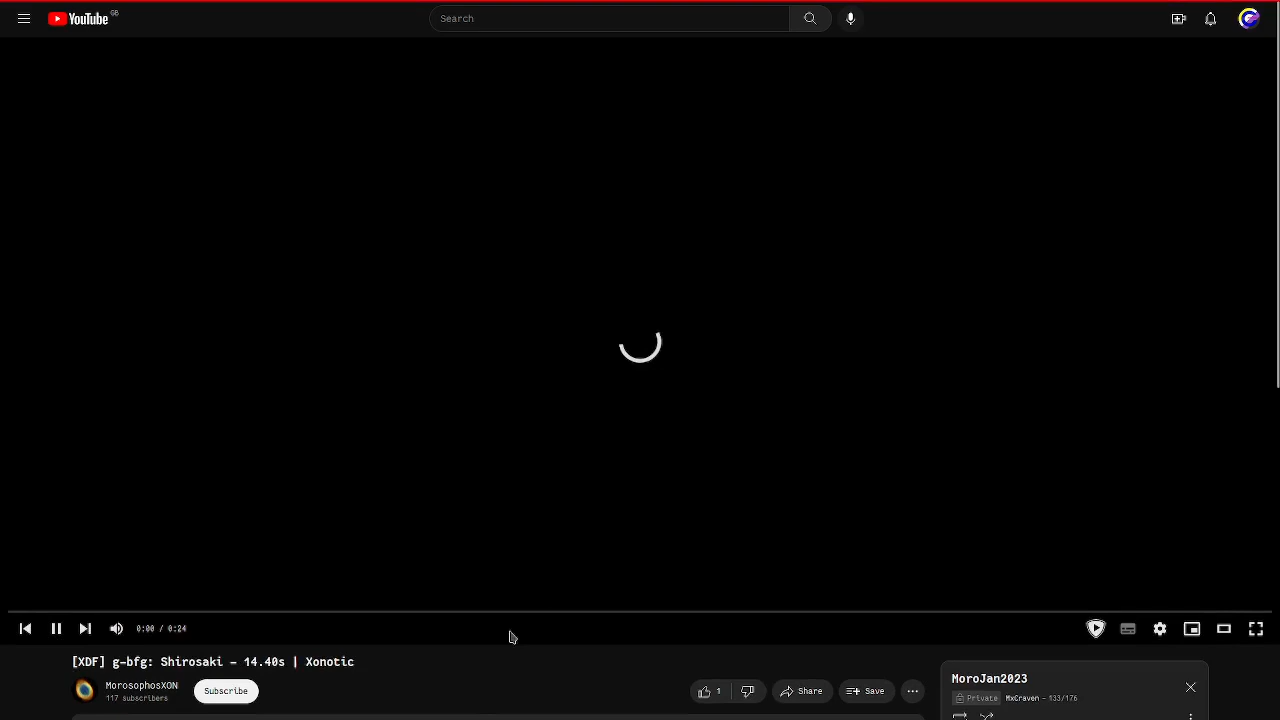 YouTube GB
Search
0:00 / 0:24
[XDF] g-bfg: Shirosaki – 14.40s | Xonotic
MorosophosXON
117 subscribers
Subscribe
1
Share
Save
MoroJan2023
Private
MxCraven - 133/176